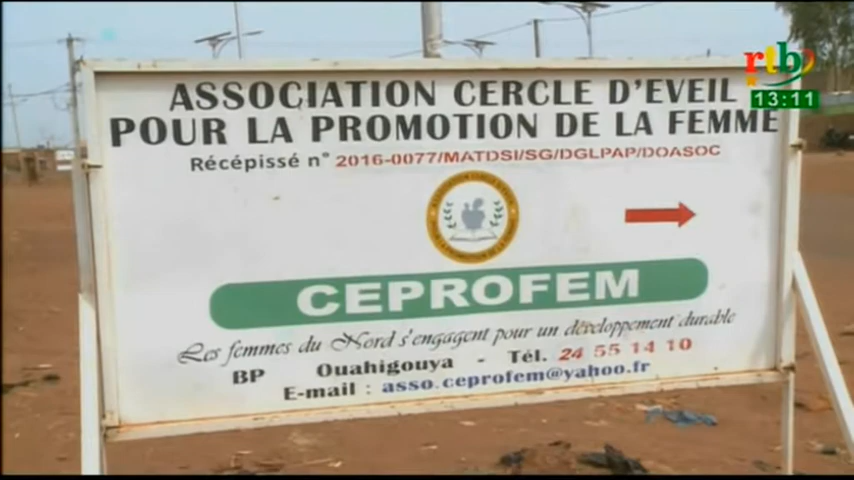 rtb
13:11
ASSOCIATION CERCLE D'EVEIL
POUR LA PROMOTION DE LA FEMME
Récépissé n° 2016-0077/MATDSI/SG/DGLPAP/DOASOC
CEPROFEM
Les femmes du Nord s'engagent pour un développement durable
BP Ouahigouya - Tél. 24 55 14 10
E-mail : asso.ceprofem@yahoo.fr